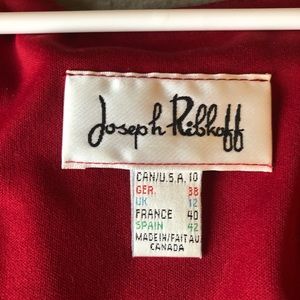 Joseph Ribkoff
CAN/U.S.A. 10
GER. 38
UK 12
FRANCE 40
SPAIN 42
MADE IN/FAIT AU
CANADA